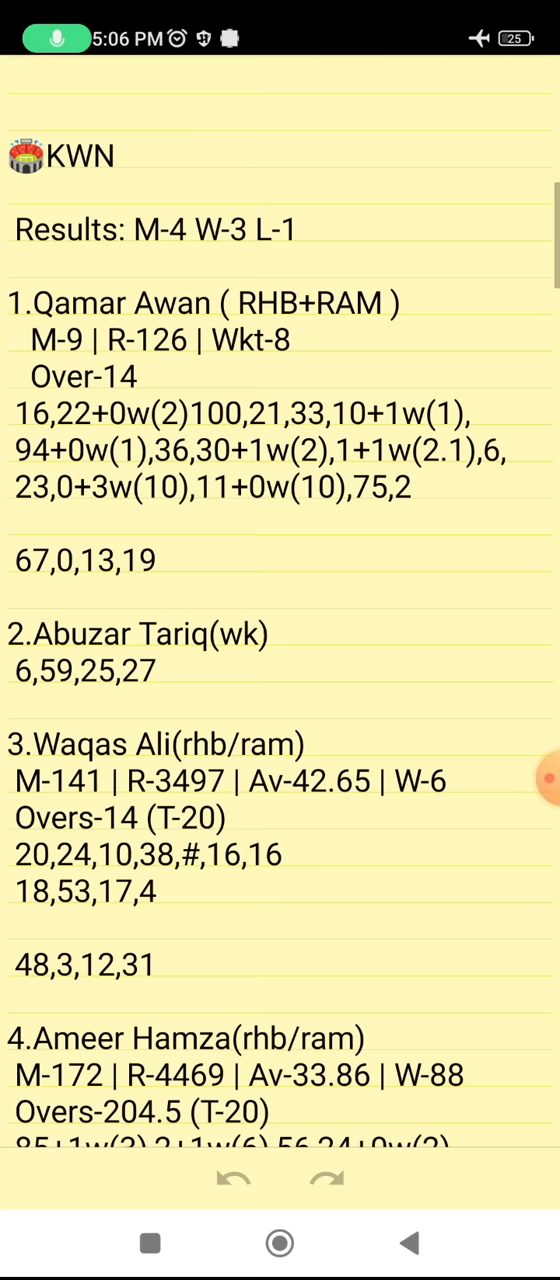 5:06 PM
25
KWN
Results: M-4 W-3 L-1
1.Qamar Awan ( RHB+RAM )
M-9 | R-126 | Wkt-8
Over-14
16,22+0w(2)100,21,33,10+1w(1),
94+0w(1),36,30+1w(2),1+1w(2.1),6,
23,0+3w(10),11+0w(10),75,2
67,0,13,19
2.Abuzar Tariq(wk)
6,59,25,27
3.Waqas Ali(rhb/ram)
M-141 | R-3497 | Av-42.65 | W-6
Overs-14 (T-20)
20,24,10,38,#,16,16
18,53,17,4
48,3,12,31
4.Ameer Hamza(rhb/ram)
M-172 | R-4469 | Av-33.86 | W-88
Overs-204.5 (T-20)